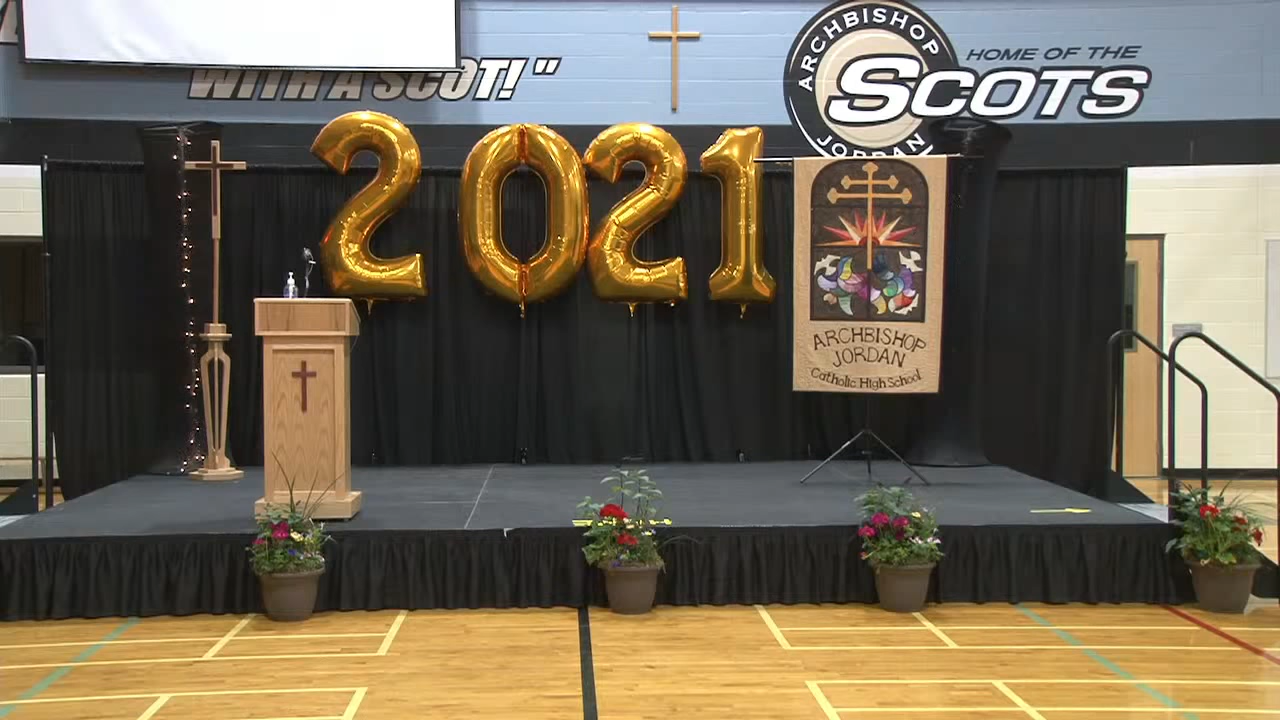 WITH A SCOT!"
ARCHBISHOP
JORDAN
HOME OF THE
SCOTS
2021
ARCHBISHOP
JORDAN
Catholic High School